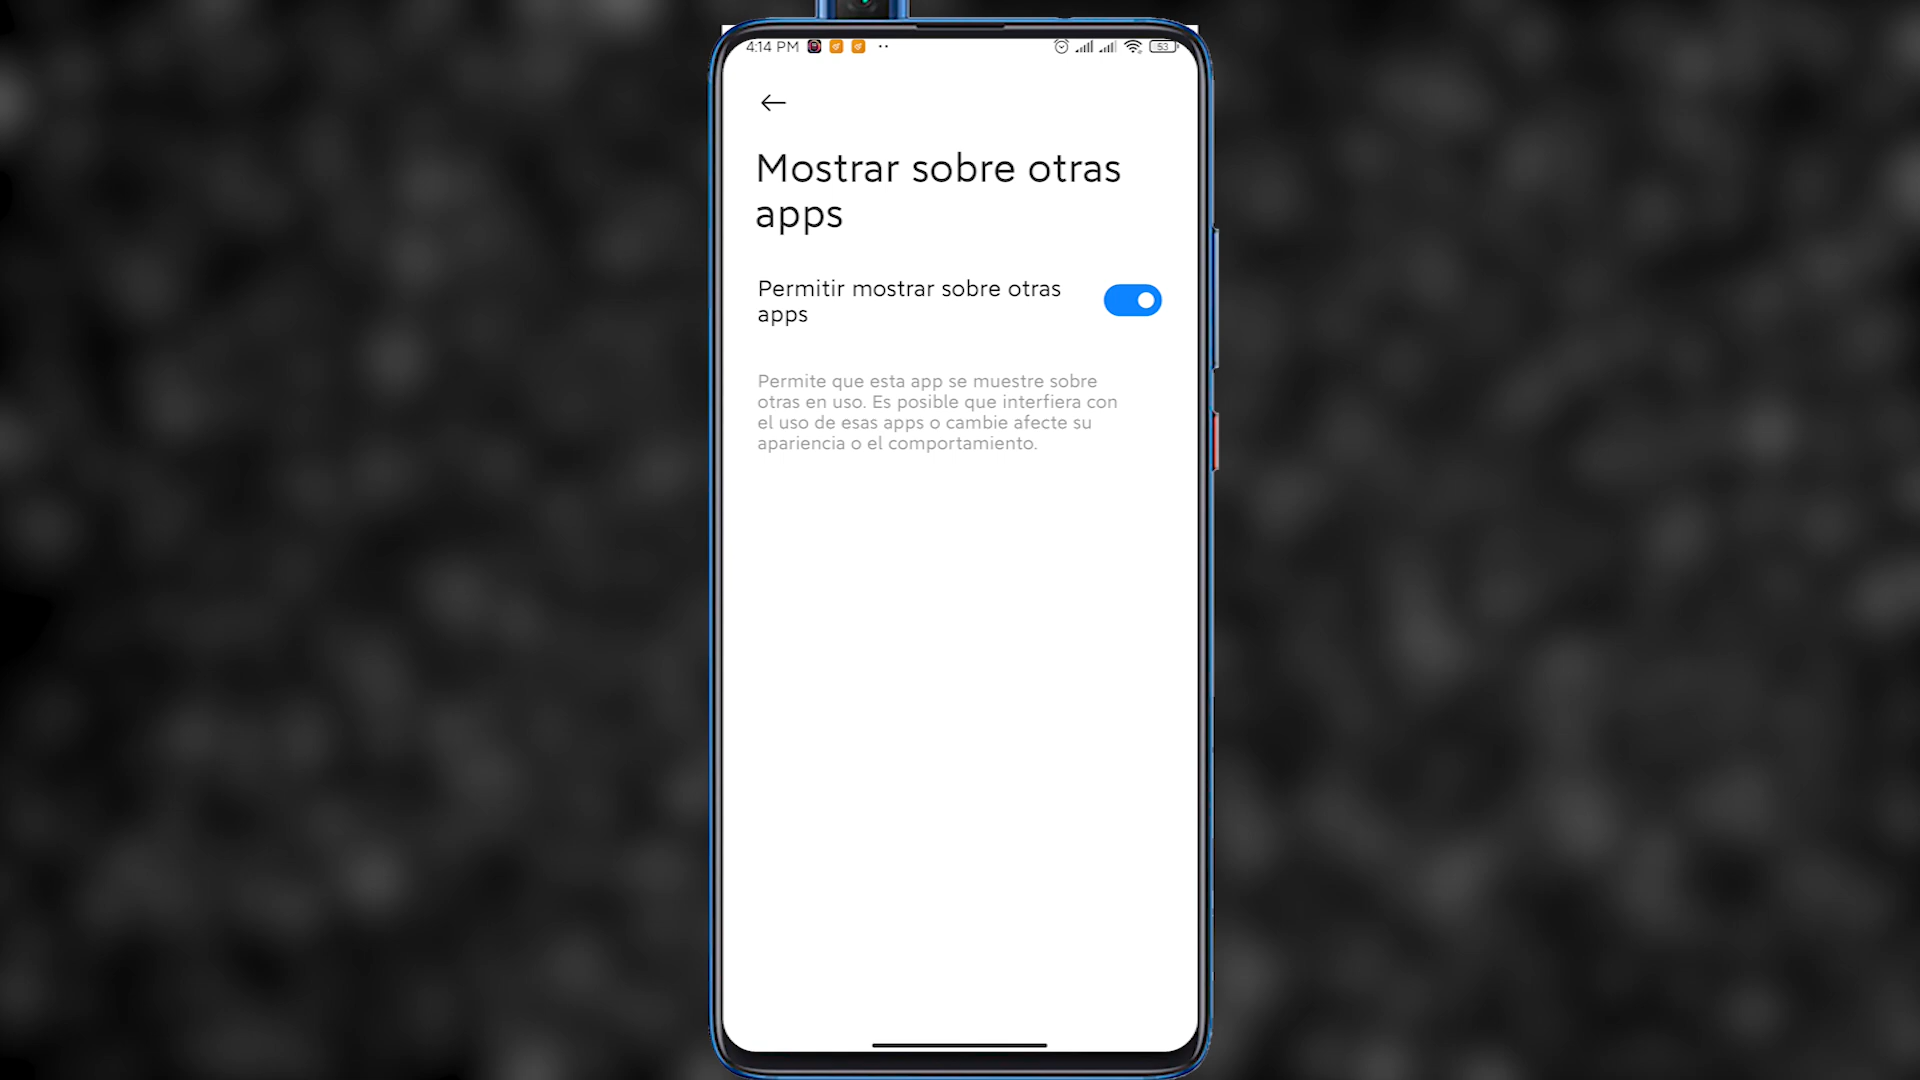 4:14 PM
53
Mostrar sobre otras
apps
Permitir mostrar sobre otras
apps
Permite que esta app se muestre sobre
otras en uso. Es posible que interfiera con
el uso de esas apps o cambie afecte su
apariencia o el comportamiento.